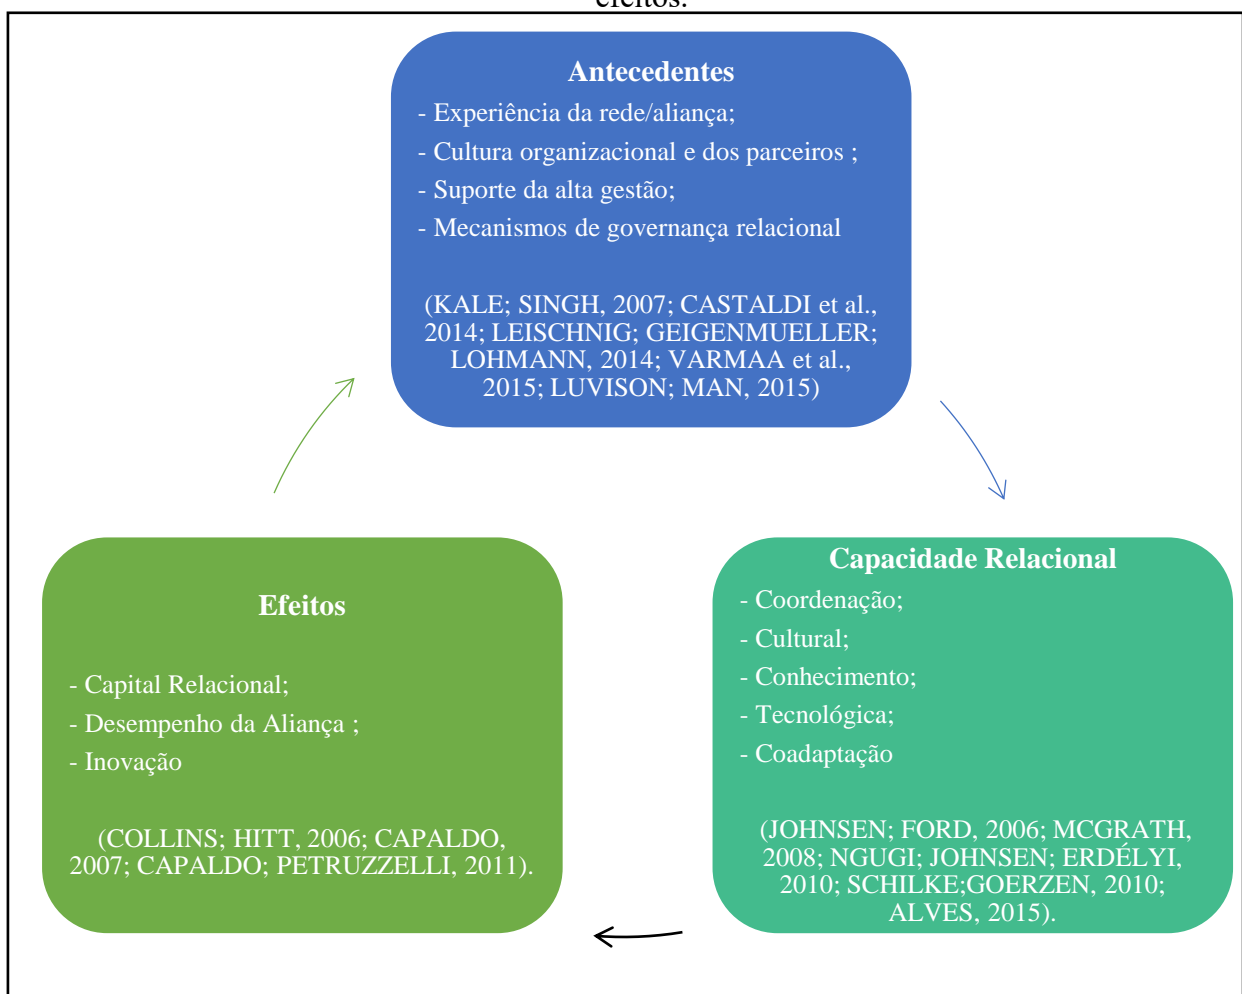 efeitos.
Antecedentes
- Experiência da rede/aliança;
- Cultura organizacional e dos parceiros ;
- Suporte da alta gestão;
- Mecanismos de governança relacional
(KALE; SINGH, 2007; CASTALDI et al.,
2014; LEISCHNIG; GEIGENMUELLER;
LOHMANN, 2014; VARMAA et al.,
2015; LUVISON; MAN, 2015)
Capacidade Relacional
- Coordenação;
- Cultural;
- Conhecimento;
- Tecnológica;
- Coadaptação
(JOHNSEN; FORD, 2006; MCGRATH,
2008; NGUGI; JOHNSEN; ERDÉLYI,
2010; SCHILKE;GOERZEN, 2010;
ALVES, 2015).
Efeitos
- Capital Relacional;
- Desempenho da Aliança ;
- Inovação
(COLLINS; HITT, 2006; CAPALDO,
2007; CAPALDO; PETRUZZELLI, 2011).